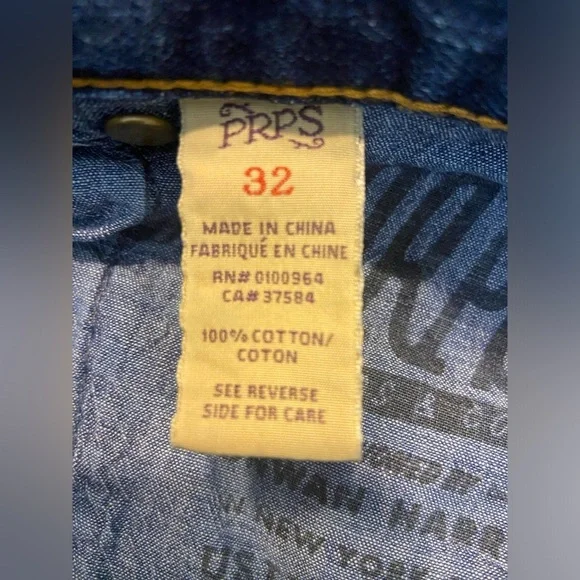 PRPS
32
MADE IN CHINA
FABRIQUÉ EN CHINE
RN# 0100964
CA# 37584
100% COTTON/
COTON
SEE REVERSE
SIDE FOR CARE
BY
NEW YORK